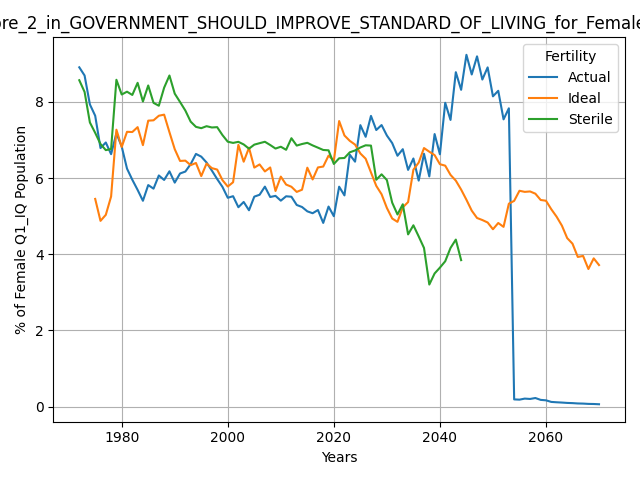 ore_2_in_GOVERNMENT_SHOULD_IMPROVE_STANDARD_OF_LIVING_for_Female
Fertility
Actual
Ideal
Sterile
% of Female Q1_IQ Population
8
6
4
2
0
1980 2000 2020 2040 2060
Years